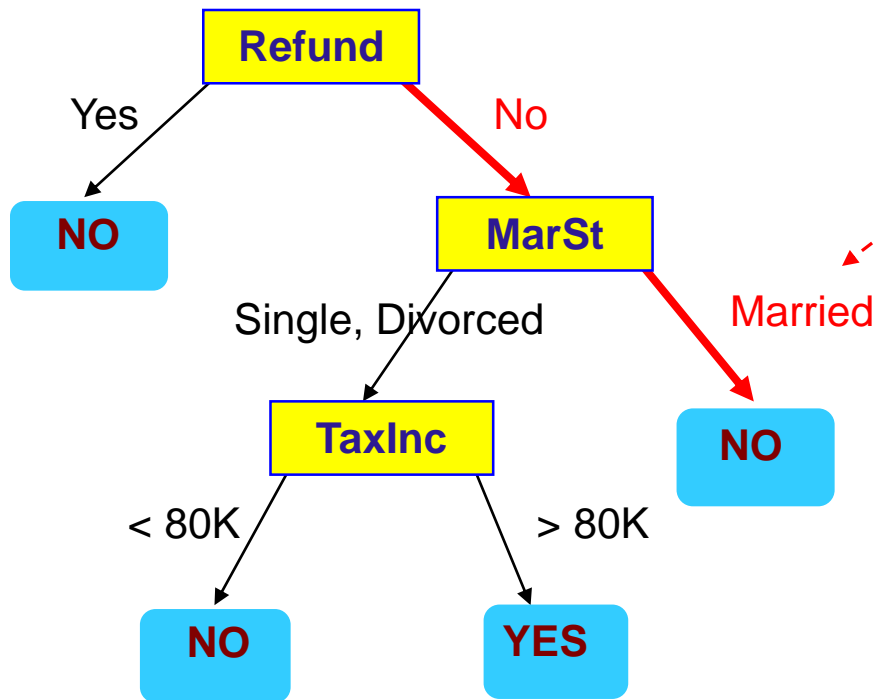 Refund
Yes
No
NO
MarSt
Single, Divorced
Married
TaxInc
NO
< 80K
> 80K
NO
YES